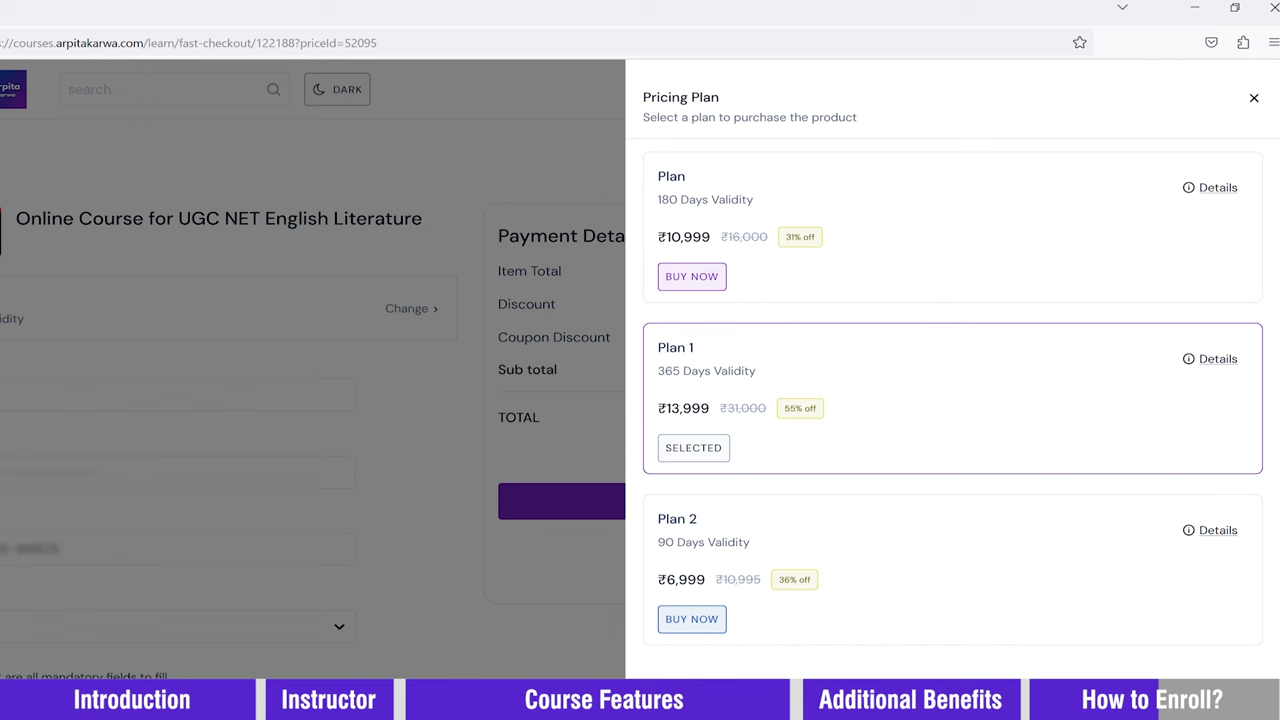 ://courses.arpitakarwa.com/learn/fast-checkout/122188?priceId=52095
search
DARK
Pricing Plan
Select a plan to purchase the product
Online Course for UGC NET English Literature
Change ›
Payment Deta
Item Total
Discount
Coupon Discount
Sub total
TOTAL
are all mandatory fields to fill
Plan
180 Days Validity
Details
₹10,999 ₹16,000 31% off
BUY NOW
Plan 1
365 Days Validity
Details
₹13,999 ₹31,000 55% off
SELECTED
Plan 2
90 Days Validity
Details
₹6,999 ₹10,995 36% off
BUY NOW
Introduction
Instructor
Course Features
Additional Benefits
How to Enroll?